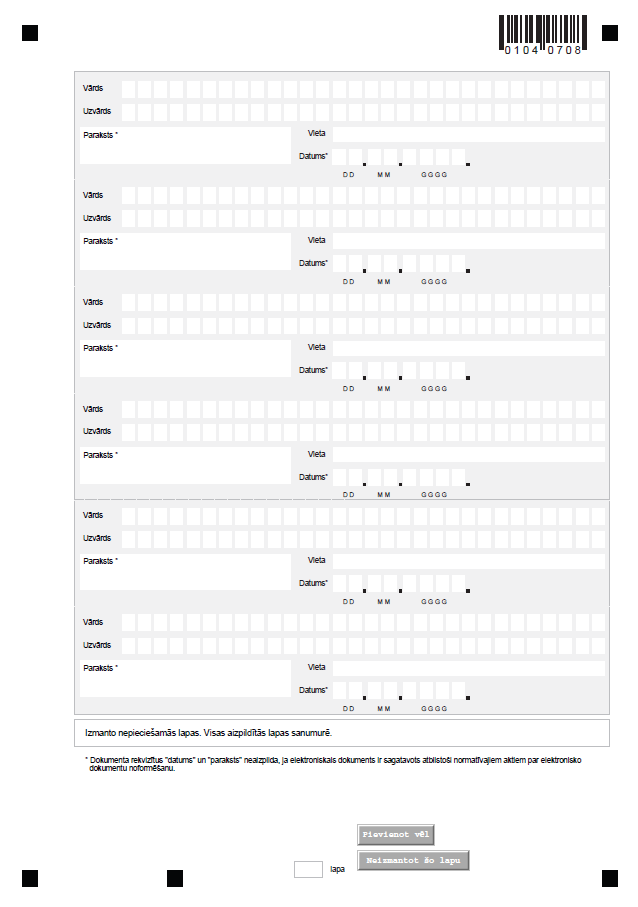 0104 0708
Vārds
Uzvārds
Paraksts * Vieta
Datums*
DD MM GGGG
Vārds
Uzvārds
Paraksts * Vieta
Datums*
DD MM GGGG
Vārds
Uzvārds
Paraksts * Vieta
Datums*
DD MM GGGG
Vārds
Uzvārds
Paraksts * Vieta
Datums*
DD MM GGGG
Vārds
Uzvārds
Paraksts * Vieta
Datums*
DD MM GGGG
Vārds
Uzvārds
Paraksts * Vieta
Datums*
DD MM GGGG
Izmanto nepieciešamās lapas. Visas aizpildītās lapas sanumurē.
* Dokumenta rekvizītus "datums" un "paraksts" neaizpilda, ja elektroniskais dokuments ir sagatavots atbilstoši normatīvajiem aktiem par elektronisko
dokumentu noformēšanu.
Pievienot vēl
Neizmantot šo lapu
lapa